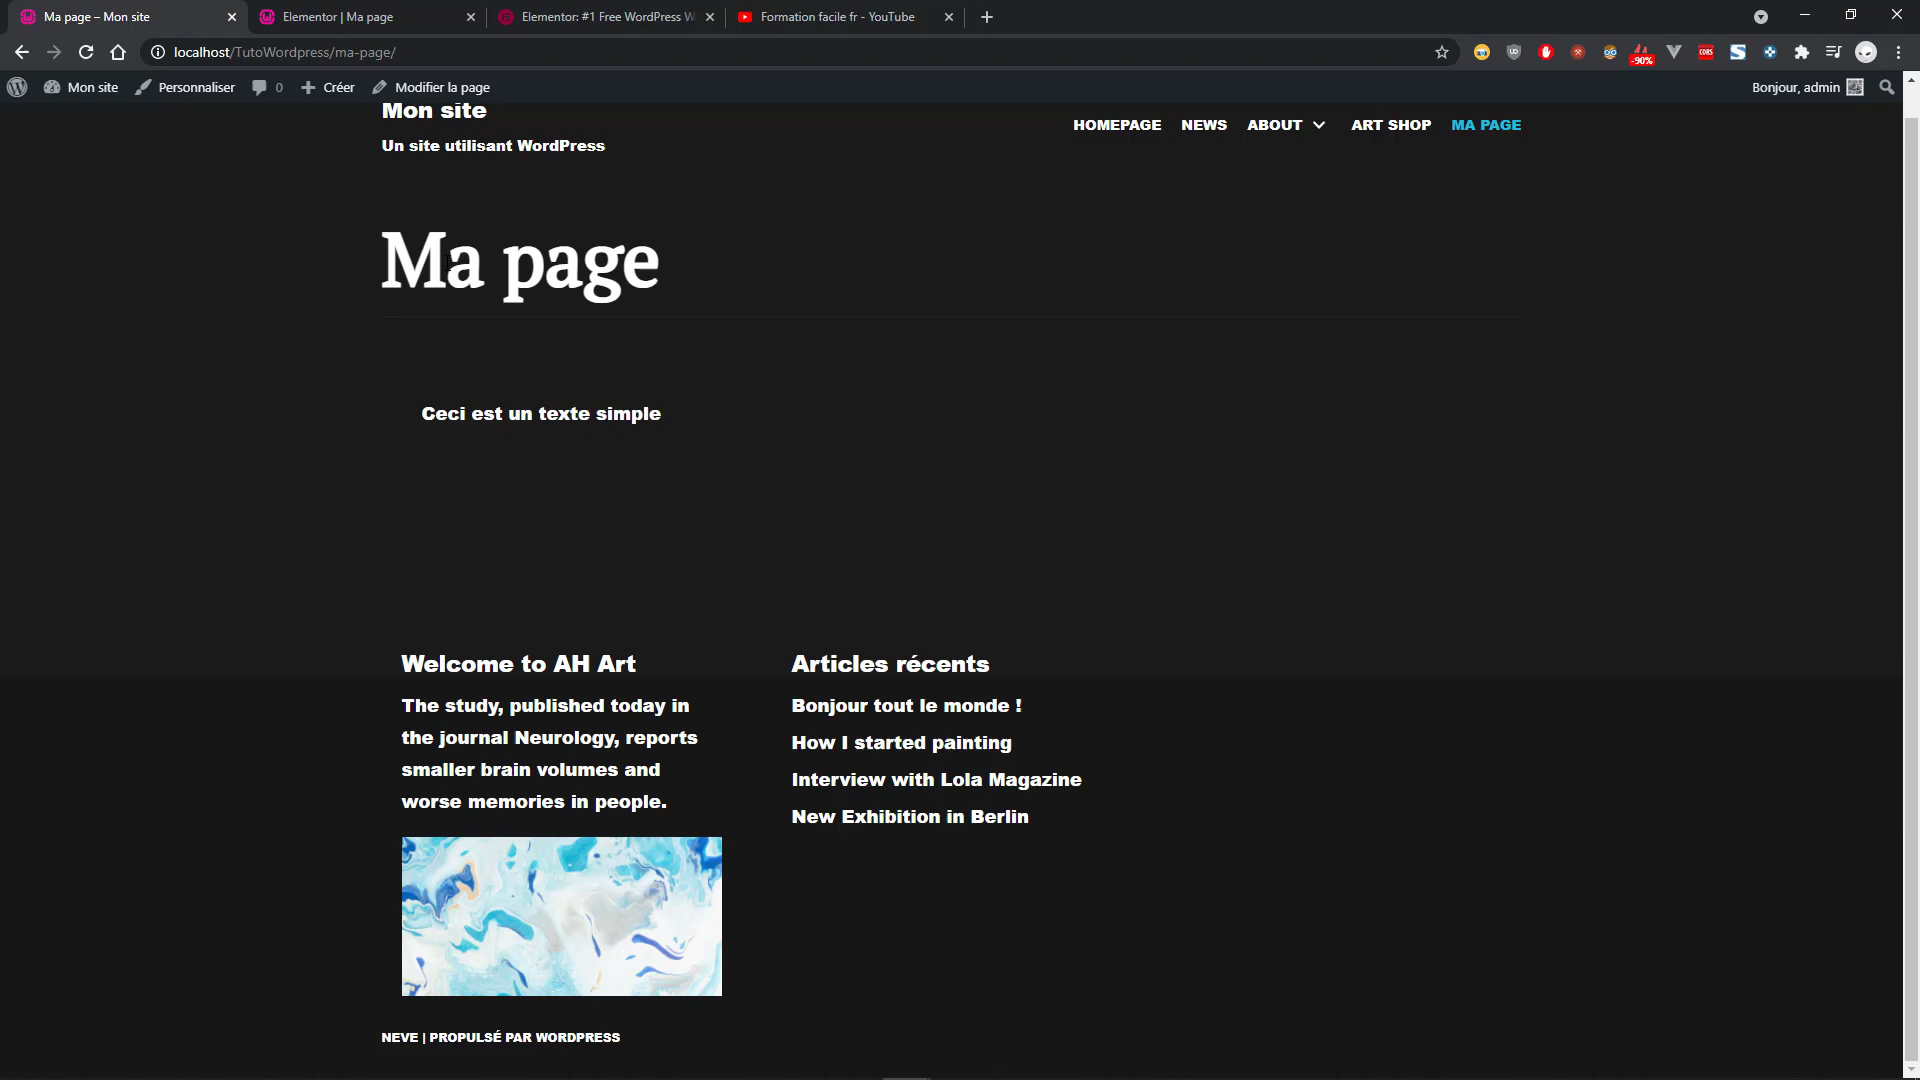 Ma page – Mon site
Elementor | Ma page
Elementor: #1 Free WordPress W
Formation facile fr - YouTube
localhost/TutoWordpress/ma-page/
-90%
CORS
Mon site
Personnaliser
0
Créer
Modifier la page
Bonjour, admin
Mon site
Un site utilisant WordPress
HOMEPAGE
NEWS
ABOUT
ART SHOP
MA PAGE
Ma page
Ceci est un texte simple
Welcome to AH Art
The study, published today in
the journal Neurology, reports
smaller brain volumes and
worse memories in people.
Articles récents
Bonjour tout le monde !
How I started painting
Interview with Lola Magazine
New Exhibition in Berlin
NEVE | PROPULSÉ PAR WORDPRESS